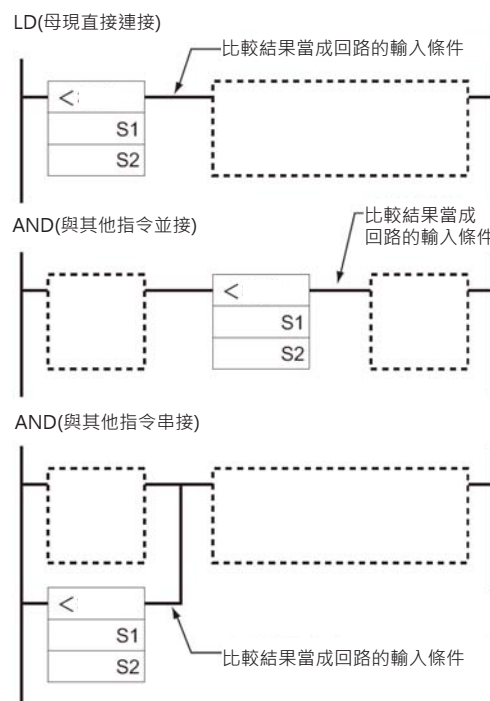 LD(母現直接連接)
比較結果當成回路的輸入條件
<
S1
S2
AND(與其他指令並接)
比較結果當成
回路的輸入條件
<
S1
S2
AND(與其他指令串接)
<
S1
S2
比較結果當成回路的輸入條件